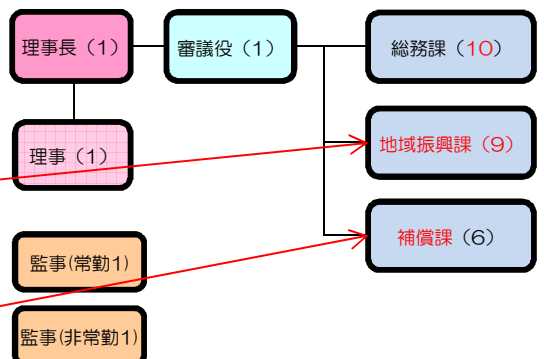 理事長（1）
審議役（1）
総務課（10）
理事（1）
地域振興課（9）
補償課（6）
監事(常勤1)
監事(非常勤1)